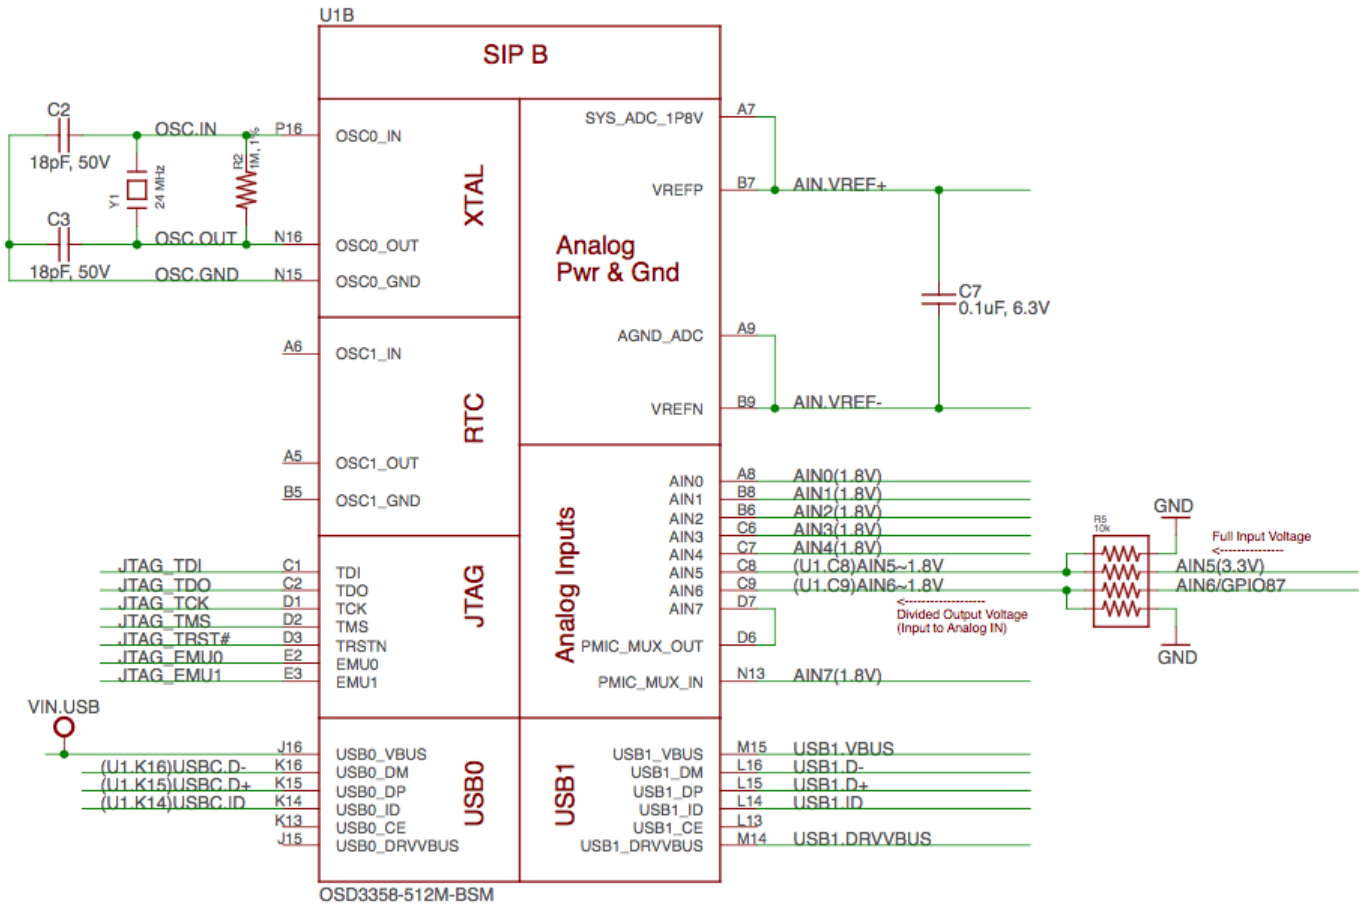 U1B
SIP B
C2
18pF, 50V
OSC.IN
P16
OSC0_IN
Y1
24 MHz
R2
1M, 1%
XTAL
C3
18pF, 50V
OSC.OUT
N16
OSC0_OUT
OSC.GND
N15
OSC0_GND
SYS_ADC_1P8V
A7
VREFP
B7
AIN.VREF+
Analog
Pwr & Gnd
C7
0.1uF, 6.3V
AGND_ADC
A9
VREFN
B9
AIN.VREF-
A6
OSC1_IN
RTC
A5
OSC1_OUT
B5
OSC1_GND
Analog Inputs
AIN0 A8 AIN0(1.8V)
AIN1 B8 AIN1(1.8V)
AIN2 B6 AIN2(1.8V)
AIN3 C6 AIN3(1.8V)
AIN4 C7 AIN4(1.8V)
AIN5 C8 (U1.C8)AIN5~1.8V
AIN6 C9 (U1.C9)AIN6~1.8V
AIN7 D7
PMIC_MUX_OUT D6
PMIC_MUX_IN N13 AIN7(1.8V)
<-------------------
Divided Output Voltage
(Input to Analog IN)
R5
10k
GND
Full Input Voltage
<---------------
AIN5(3.3V)
AIN6/GPIO87
GND
JTAG_TDI C1 TDI
JTAG_TDO C2 TDO
JTAG_TCK D1 TCK
JTAG_TMS D2 TMS
JTAG_TRST# D3 TRSTN
JTAG_EMU0 E2 EMU0
JTAG_EMU1 E3 EMU1
JTAG
VIN.USB
J16 USB0_VBUS
(U1.K16)USBC.D- K16 USB0_DM
(U1.K15)USBC.D+ K15 USB0_DP
(U1.K14)USBC.ID K14 USB0_ID
K13 USB0_CE
J15 USB0_DRVVBUS
USB0
USB1
USB1_VBUS M15 USB1.VBUS
USB1_DM L16 USB1.D-
USB1_DP L15 USB1.D+
USB1_ID L14 USB1.ID
USB1_CE L13
USB1_DRVVBUS M14 USB1.DRVVBUS
OSD3358-512M-BSM